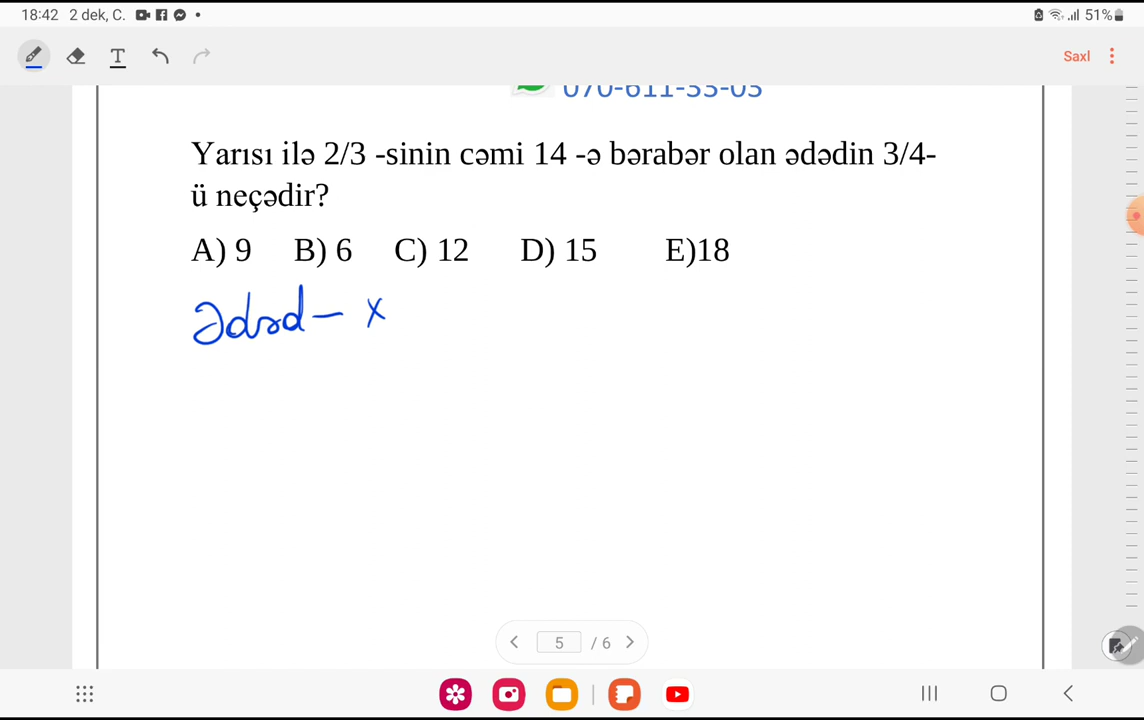 18:42 2 dek, C.
51%
T
Saxl
070-611-33-03
Yarısı ilə 2/3 -sinin cəmi 14 -ə bərabər olan ədədin 3/4-
ü neçədir?
A) 9 B) 6 C) 12 D) 15 E)18
Ədəd – x
5 / 6